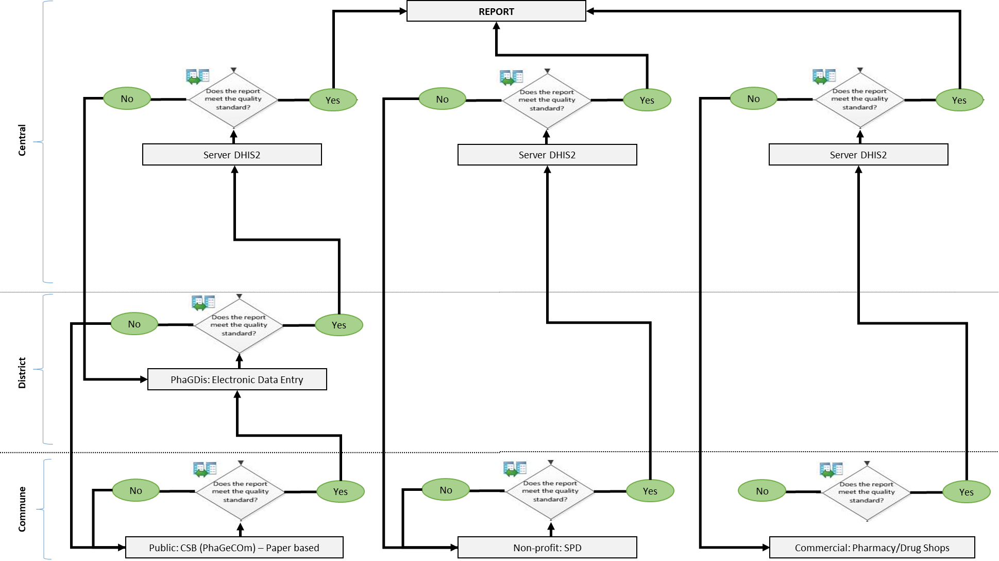 REPORT
Does the report
meet the quality
standard?
No
Yes
Does the report
meet the quality
standard?
No
Yes
Does the report
meet the quality
standard?
No
Yes
Central
Server DHIS2
Server DHIS2
Server DHIS2
Does the report
meet the quality
standard?
No
Yes
District
PhaGDis: Electronic Data Entry
Does the report
meet the quality
standard?
No
Yes
Does the report
meet the quality
standard?
No
Yes
Does the report
meet the quality
standard?
No
Yes
Commune
Public: CSB (PhaGeCOm) – Paper based
Non-profit: SPD
Commercial: Pharmacy/Drug Shops